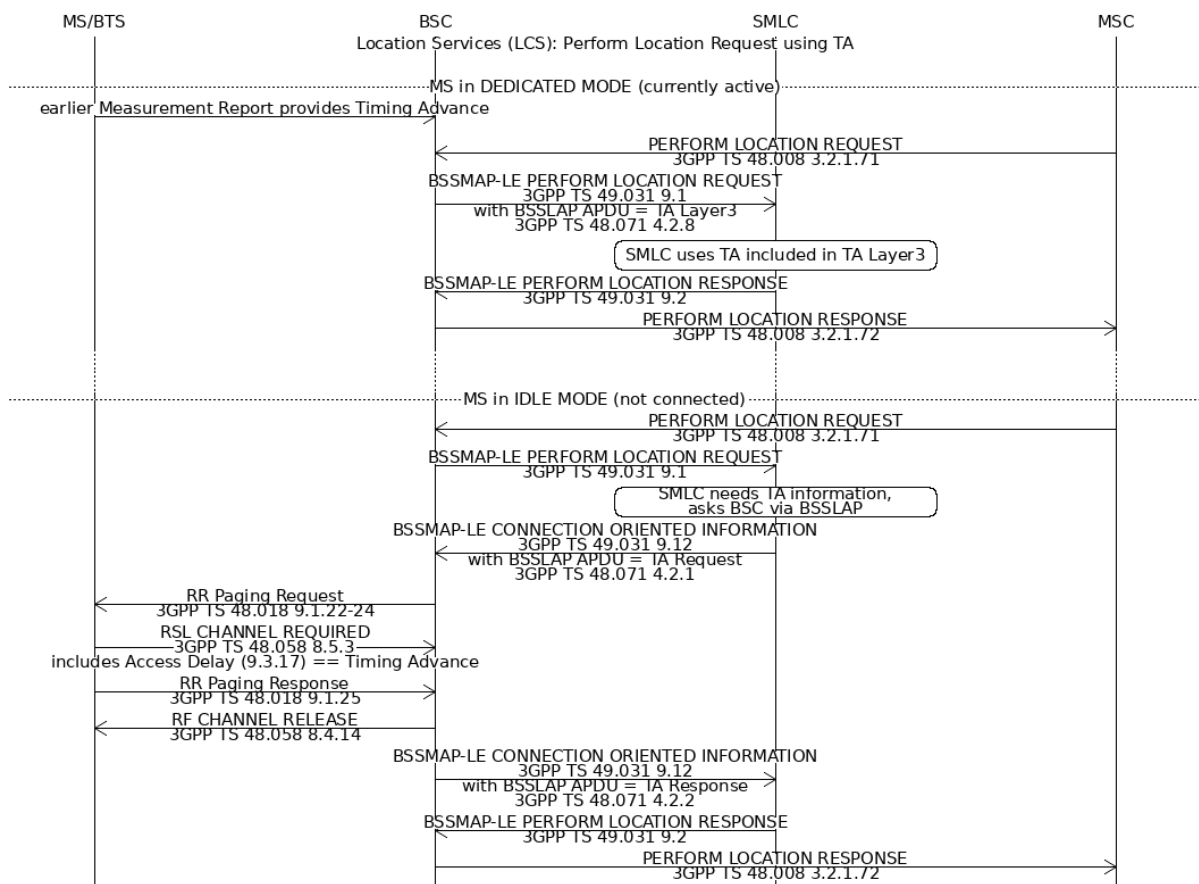 MS/BTS BSC SMLC MSC
Location Services (LCS): Perform Location Request using TA
MS in DEDICATED MODE (currently active)
earlier Measurement Report provides Timing Advance
PERFORM LOCATION REQUEST
3GPP TS 48.008 3.2.1.71
BSSMAP-LE PERFORM LOCATION REQUEST
3GPP TS 49.031 9.1
with BSSLAP APDU = TA Layer3
3GPP TS 48.071 4.2.8
SMLC uses TA included in TA Layer3
BSSMAP-LE PERFORM LOCATION RESPONSE
3GPP TS 49.031 9.2
PERFORM LOCATION RESPONSE
3GPP TS 48.008 3.2.1.72
MS in IDLE MODE (not connected)
PERFORM LOCATION REQUEST
3GPP TS 48.008 3.2.1.71
BSSMAP-LE PERFORM LOCATION REQUEST
3GPP TS 49.031 9.1
SMLC needs TA information,
asks BSC via BSSLAP
BSSMAP-LE CONNECTION ORIENTED INFORMATION
3GPP TS 49.031 9.12
with BSSLAP APDU = TA Request
3GPP TS 48.071 4.2.1
RR Paging Request
3GPP TS 48.018 9.1.22-24
RSL CHANNEL REQUIRED
3GPP TS 48.058 8.5.3
includes Access Delay (9.3.17) == Timing Advance
RR Paging Response
3GPP TS 48.018 9.1.25
RF CHANNEL RELEASE
3GPP TS 48.058 8.4.14
BSSMAP-LE CONNECTION ORIENTED INFORMATION
3GPP TS 49.031 9.12
with BSSLAP APDU = TA Response
3GPP TS 48.071 4.2.2
BSSMAP-LE PERFORM LOCATION RESPONSE
3GPP TS 49.031 9.2
PERFORM LOCATION RESPONSE
3GPP TS 48.008 3.2.1.72